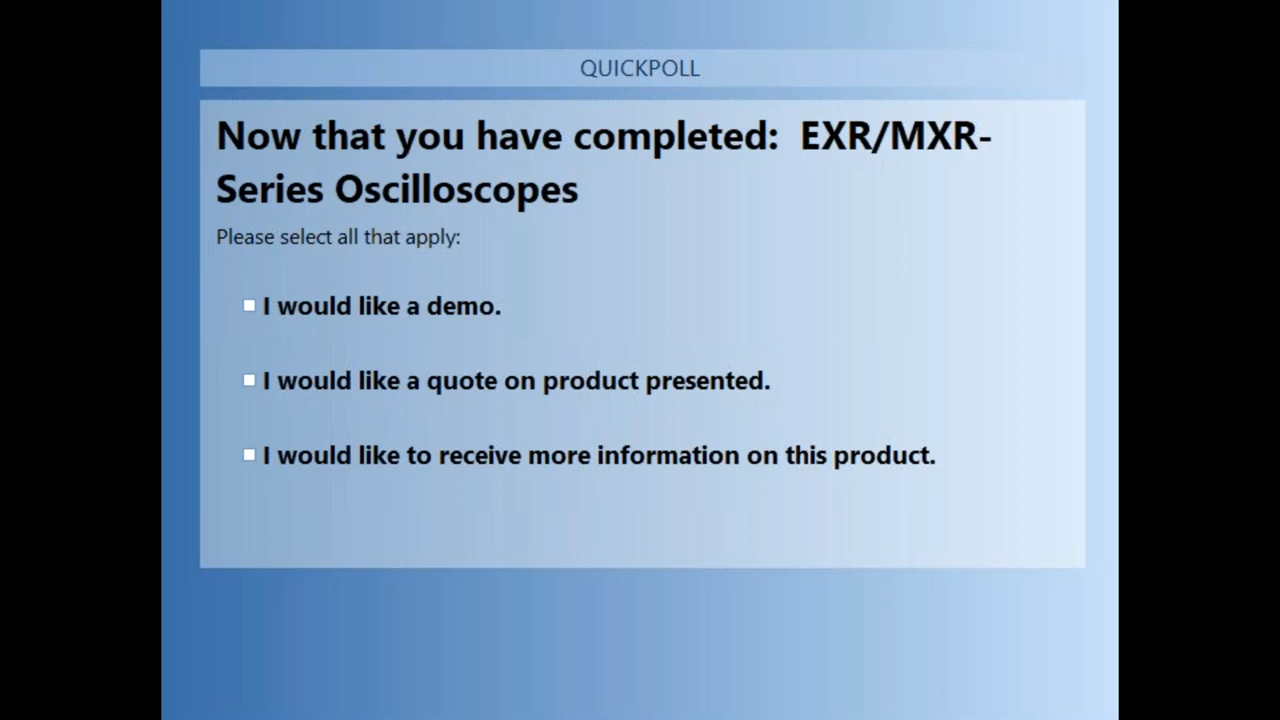 QUICKPOLL
Now that you have completed:  EXR/MXR-
Series Oscilloscopes
Please select all that apply:
I would like a demo.
I would like a quote on product presented.
I would like to receive more information on this product.